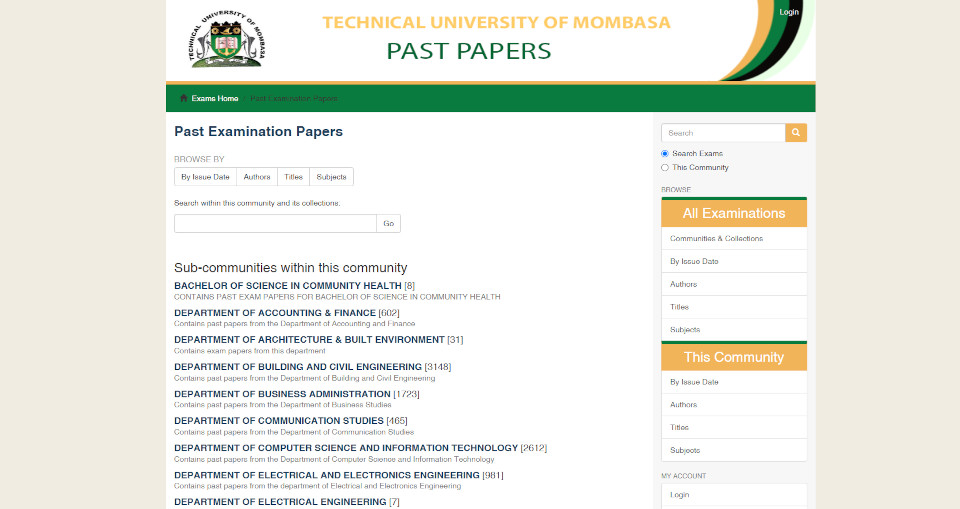 TECHNICAL UNIVERSITY OF MOMBASA
TECHNICAL UNIVERSITY OF MOMBASA
PAST PAPERS
Login
Exams Home / Past Examination Papers
Past Examination Papers
BROWSE BY
By Issue Date Authors Titles Subjects
Search within this community and its collections:
Go
Sub-communities within this community
BACHELOR OF SCIENCE IN COMMUNITY HEALTH [8]
CONTAINS PAST EXAM PAPERS FOR BACHELOR OF SCIENCE IN COMMUNITY HEALTH
DEPARTMENT OF ACCOUNTING & FINANCE [602]
Contains past papers from the Department of Accounting and Finance
DEPARTMENT OF ARCHITECTURE & BUILT ENVIRONMENT [31]
Contains exam papers from this department
DEPARTMENT OF BUILDING AND CIVIL ENGINEERING [3148]
Contains past papers from the Department of Building and Civil Engineering
DEPARTMENT OF BUSINESS ADMINISTRATION [1723]
Contains past papers from the Department of Business Studies
DEPARTMENT OF COMMUNICATION STUDIES [465]
Contains past papers from the Department of Communication Studies
DEPARTMENT OF COMPUTER SCIENCE AND INFORMATION TECHNOLOGY [2612]
Contains past papers from the Department of Computer Science and Information Technology
DEPARTMENT OF ELECTRICAL AND ELECTRONICS ENGINEERING [981]
Contains past papers from the department of Electrical and Electronics Engineering
DEPARTMENT OF ELECTRICAL ENGINEERING [7]
Search
Search Exams
This Community
BROWSE
All Examinations
Communities & Collections
By Issue Date
Authors
Titles
Subjects
This Community
By Issue Date
Authors
Titles
Subjects
MY ACCOUNT
Login